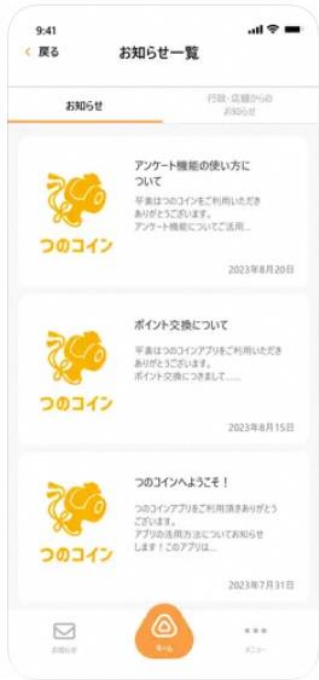 9:41
戻る
お知らせ一覧
お知らせ
行政・店舗からの
お知らせ
アンケート機能の使い方に
ついて
平素はつのコインをご利用いただき
ありがとうございます。
アンケート機能についてご活用...
つのコイン
2023年8月20日
ポイント交換について
平素はつのコインアプリをご利用いただき
ありがとうございます。
ポイント交換につきまして......
つのコイン
2023年8月15日
つのコインへようこそ！
つのコインアプリをご利用頂きありがとう
ございます。
アプリの活用方法についてお知らせ
します！このアプリは...
つのコイン
2023年7月31日
お知らせ
ホーム
メニュー